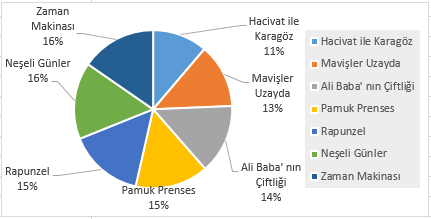 Zaman
Makinası
16%
Hacivat ile
Karagöz
11%
Neşeli Günler
16%
Mavişler
Uzayda
13%
Rapunzel
15%
Pamuk Prenses
15%
Ali Baba' nın
Çiftliği
14%
Hacivat ile Karagöz
Mavişler Uzayda
Ali Baba' nın Çiftliği
Pamuk Prenses
Rapunzel
Neşeli Günler
Zaman Makinası